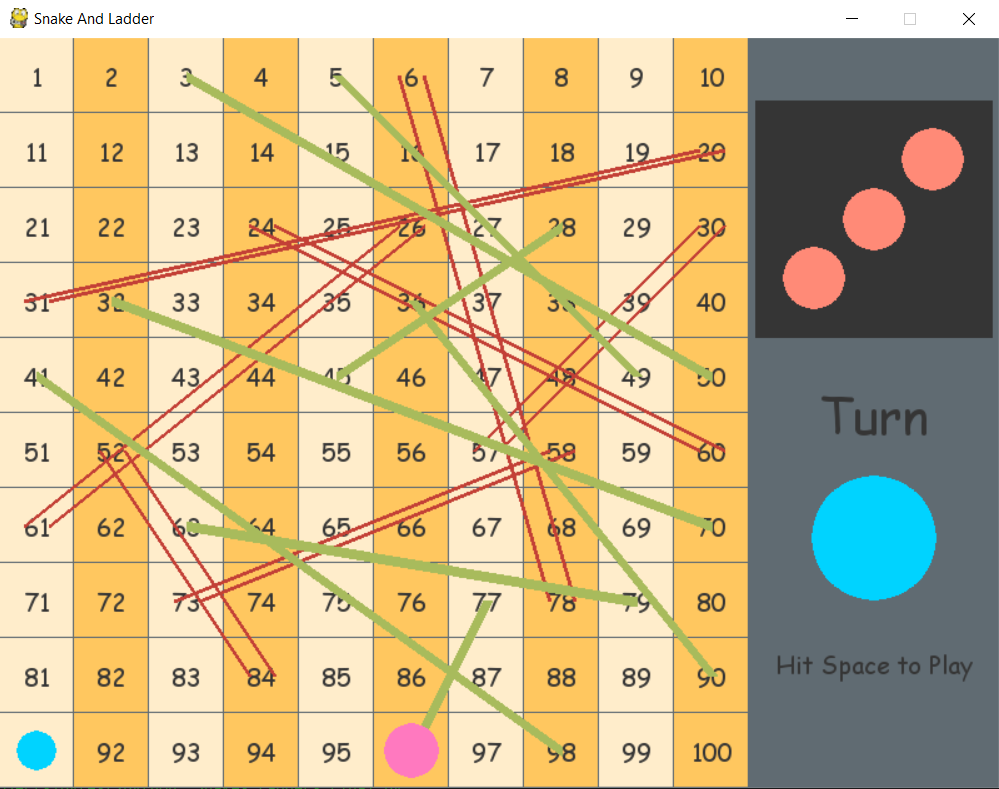 Snake And Ladder
1 2 3 4 5 6 7 8 9 10
11 12 13 14 15 16 17 18 19 20
21 22 23 24 25 26 27 28 29 30
31 32 33 34 35 36 37 38 39 40
41 42 43 44 45 46 47 48 49 50
Turn
51 52 53 54 55 56 57 58 59 60
61 62 63 64 65 66 67 68 69 70
71 72 73 74 75 76 77 78 79 80
81 82 83 84 85 86 87 88 89 90
Hit Space to Play
92 93 94 95 97 98 99 100